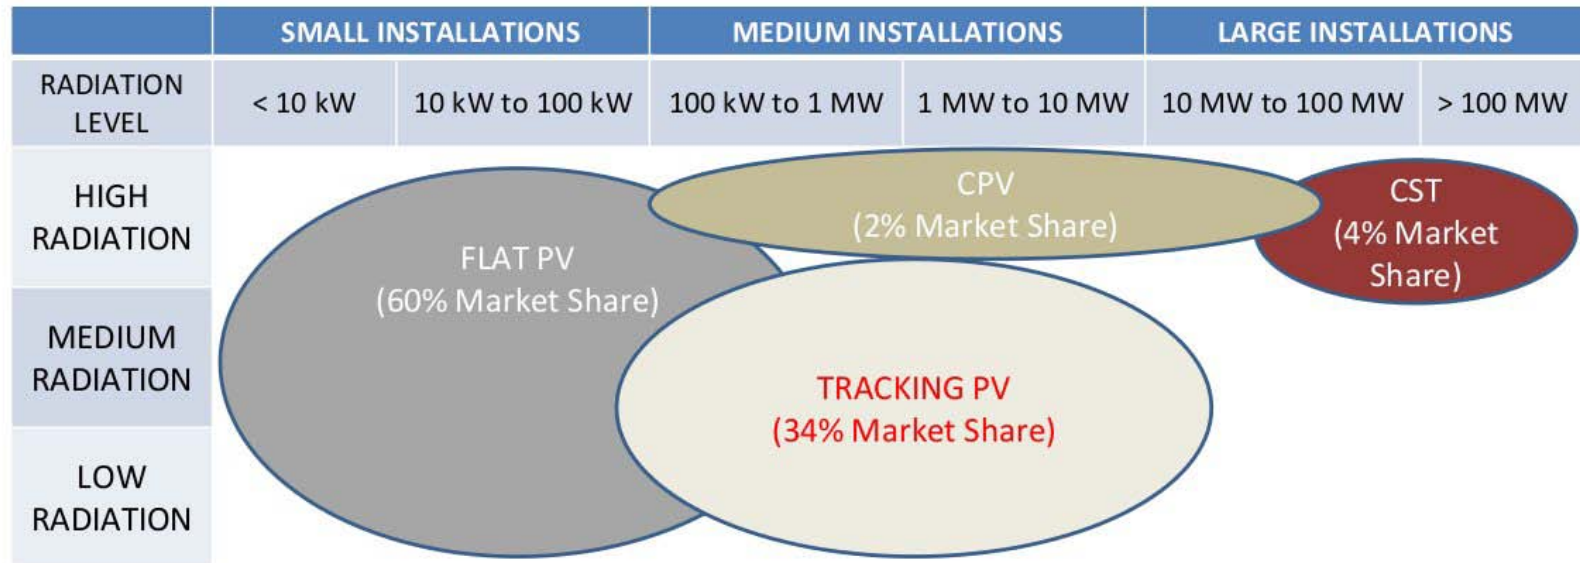 SMALL INSTALLATIONS
MEDIUM INSTALLATIONS
LARGE INSTALLATIONS
RADIATION
LEVEL
< 10 kW
10 kW to 100 kW
100 kW to 1 MW
1 MW to 10 MW
10 MW to 100 MW
> 100 MW
HIGH
RADIATION
MEDIUM
RADIATION
LOW
RADIATION
FLAT PV
(60% Market Share)
CPV
(2% Market Share)
CST
(4% Market
Share)
TRACKING PV
(34% Market Share)